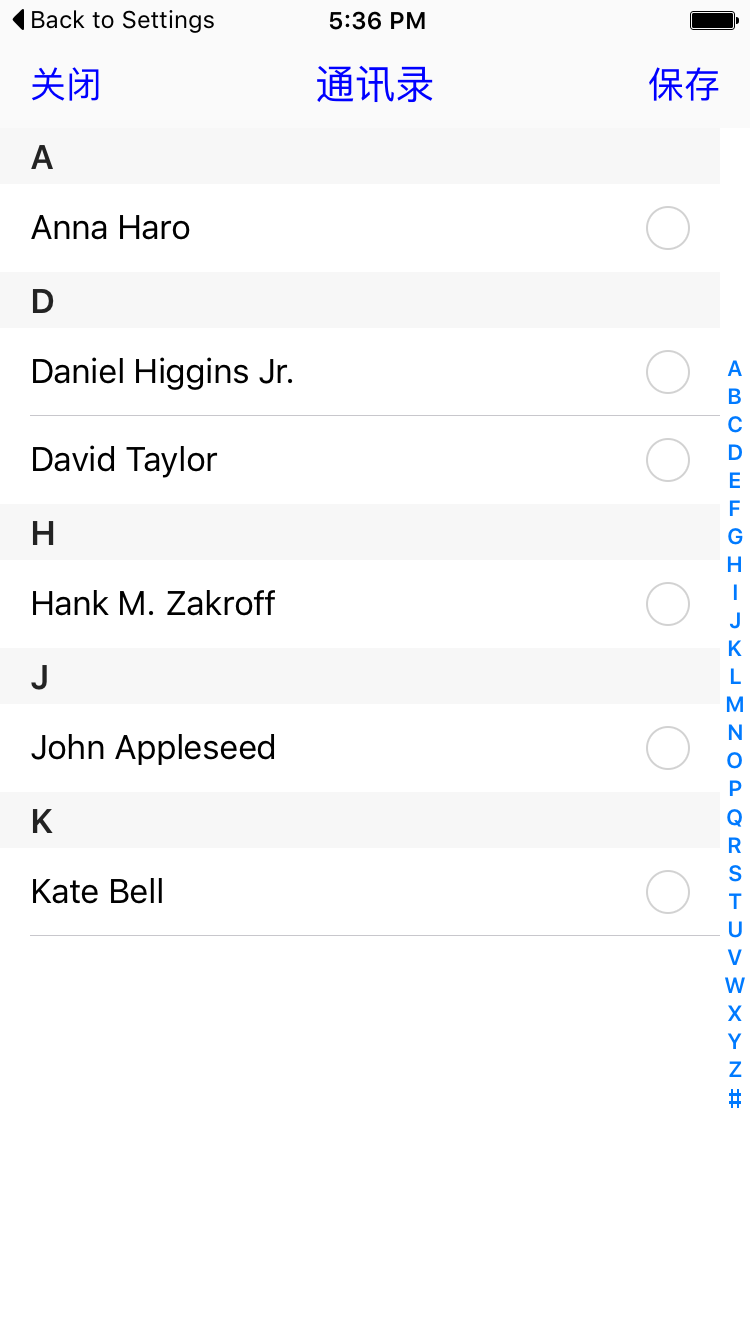 Back to Settings 5:36 PM
关闭 通讯录 保存
A
Anna Haro
D
Daniel Higgins Jr.
David Taylor
H
Hank M. Zakroff
J
John Appleseed
K
Kate Bell
A
B
C
D
E
F
G
H
I
J
K
L
M
N
O
P
Q
R
S
T
U
V
W
X
Y
Z
#